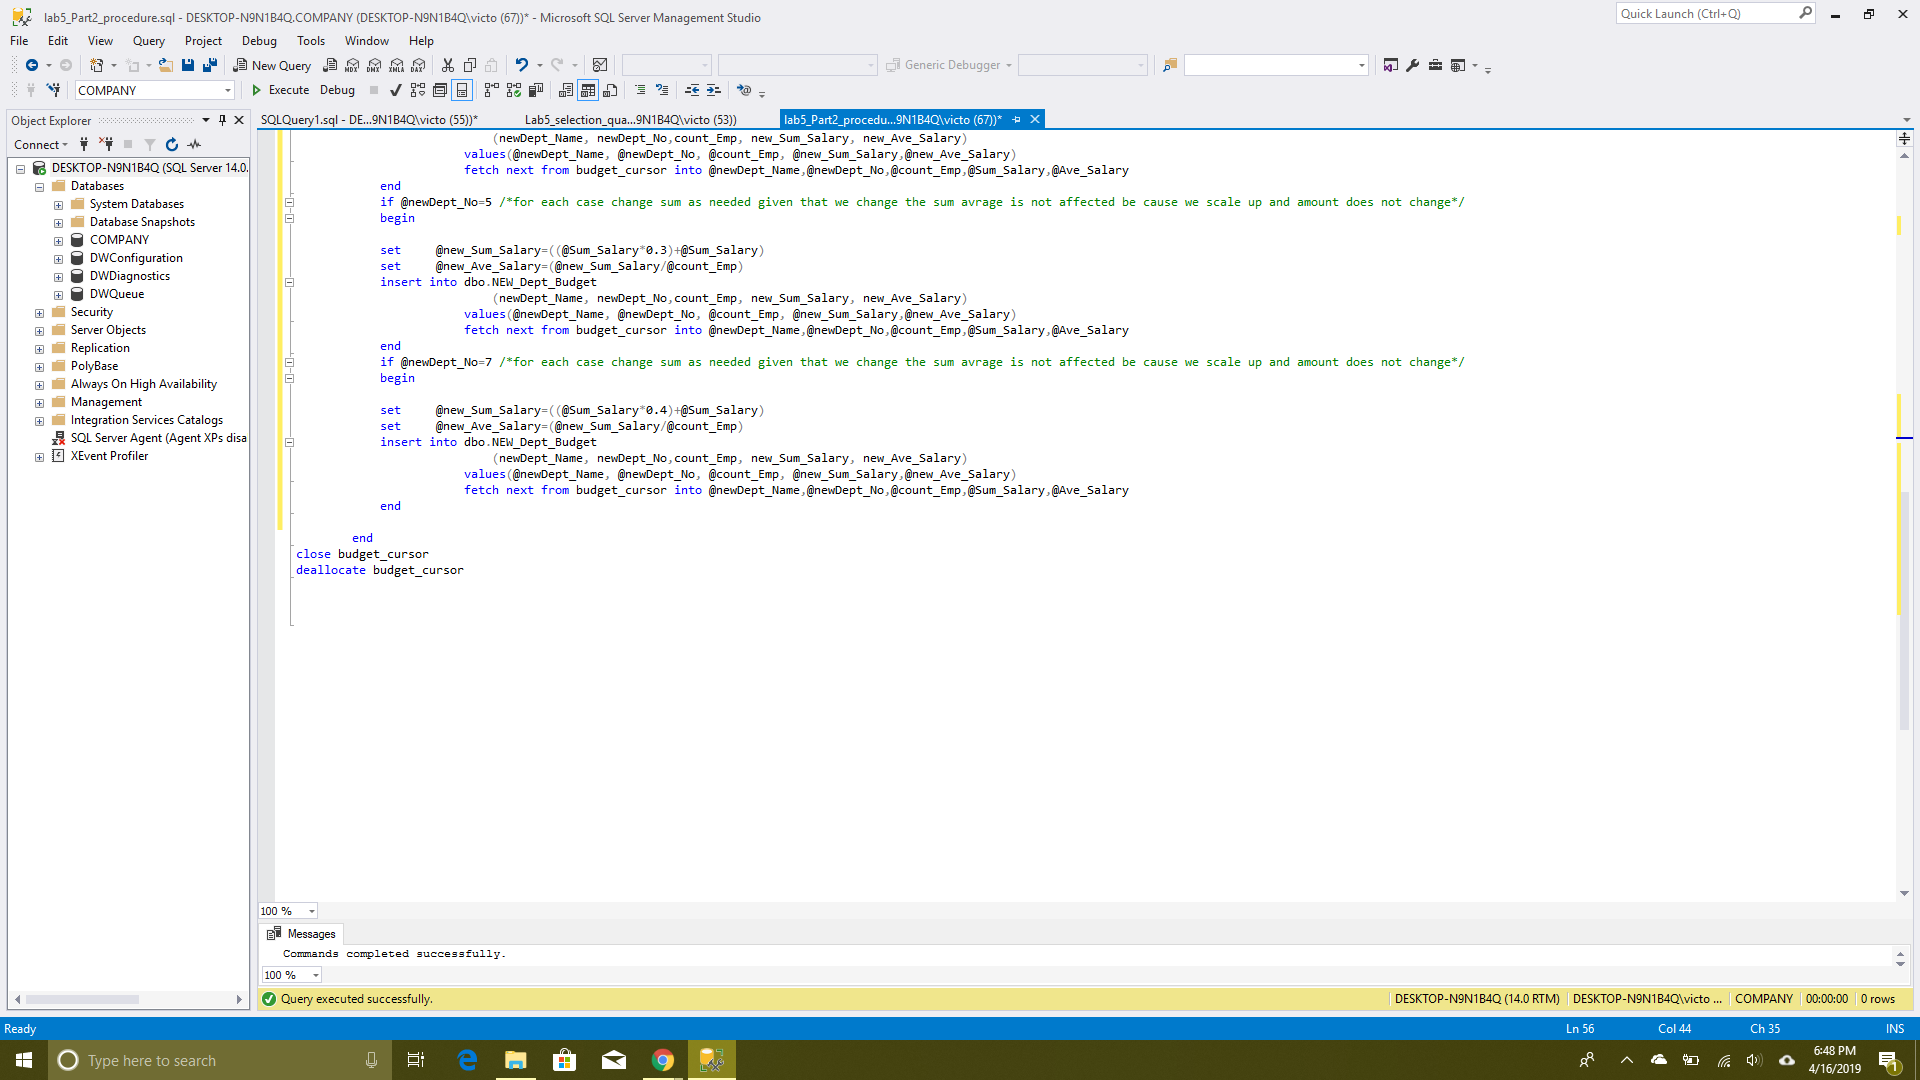 lab5_Part2_procedure.sql - DESKTOP-N9N1B4Q.COMPANY (DESKTOP-N9N1B4Q\victo (67))* - Microsoft SQL Server Management Studio
Quick Launch (Ctrl+Q)
File Edit View Query Project Debug Tools Window Help
New Query
MDX DMX XMLA DAX
Generic Debugger
COMPANY
Execute Debug
Object Explorer
SQLQuery1.sql - DE...9N1B4Q\victo (55))*
Lab5_selection_qua...9N1B4Q\victo (53))
lab5_Part2_procedu...9N1B4Q\victo (67))*
Connect
DESKTOP-N9N1B4Q (SQL Server 14.0.
Databases
System Databases
Database Snapshots
COMPANY
DWConfiguration
DWDiagnostics
DWQueue
Security
Server Objects
Replication
PolyBase
Always On High Availability
Management
Integration Services Catalogs
SQL Server Agent (Agent XPs disa
XEvent Profiler
(newDept_Name, newDept_No,count_Emp, new_Sum_Salary, new_Ave_Salary)
values(@newDept_Name, @newDept_No, @count_Emp, @new_Sum_Salary,@new_Ave_Salary)
fetch next from budget_cursor into @newDept_Name,@newDept_No,@count_Emp,@Sum_Salary,@Ave_Salary
end
if @newDept_No=5 /*for each case change sum as needed given that we change the sum avrage is not affected be cause we scale up and amount does not change*/
begin
set @new_Sum_Salary=((@Sum_Salary*0.3)+@Sum_Salary)
set @new_Ave_Salary=(@new_Sum_Salary/@count_Emp)
insert into dbo.NEW_Dept_Budget
(newDept_Name, newDept_No,count_Emp, new_Sum_Salary, new_Ave_Salary)
values(@newDept_Name, @newDept_No, @count_Emp, @new_Sum_Salary,@new_Ave_Salary)
fetch next from budget_cursor into @newDept_Name,@newDept_No,@count_Emp,@Sum_Salary,@Ave_Salary
end
if @newDept_No=7 /*for each case change sum as needed given that we change the sum avrage is not affected be cause we scale up and amount does not change*/
begin
set @new_Sum_Salary=((@Sum_Salary*0.4)+@Sum_Salary)
set @new_Ave_Salary=(@new_Sum_Salary/@count_Emp)
insert into dbo.NEW_Dept_Budget
(newDept_Name, newDept_No,count_Emp, new_Sum_Salary, new_Ave_Salary)
values(@newDept_Name, @newDept_No, @count_Emp, @new_Sum_Salary,@new_Ave_Salary)
fetch next from budget_cursor into @newDept_Name,@newDept_No,@count_Emp,@Sum_Salary,@Ave_Salary
end
end
close budget_cursor
deallocate budget_cursor
100 %
Messages
Commands completed successfully.
100 %
Query executed successfully.
DESKTOP-N9N1B4Q (14.0 RTM) DESKTOP-N9N1B4Q\victo ... COMPANY 00:00:00 0 rows
Ready
Ln 56 Col 44 Ch 35 INS
Type here to search
6:48 PM
4/16/2019
1